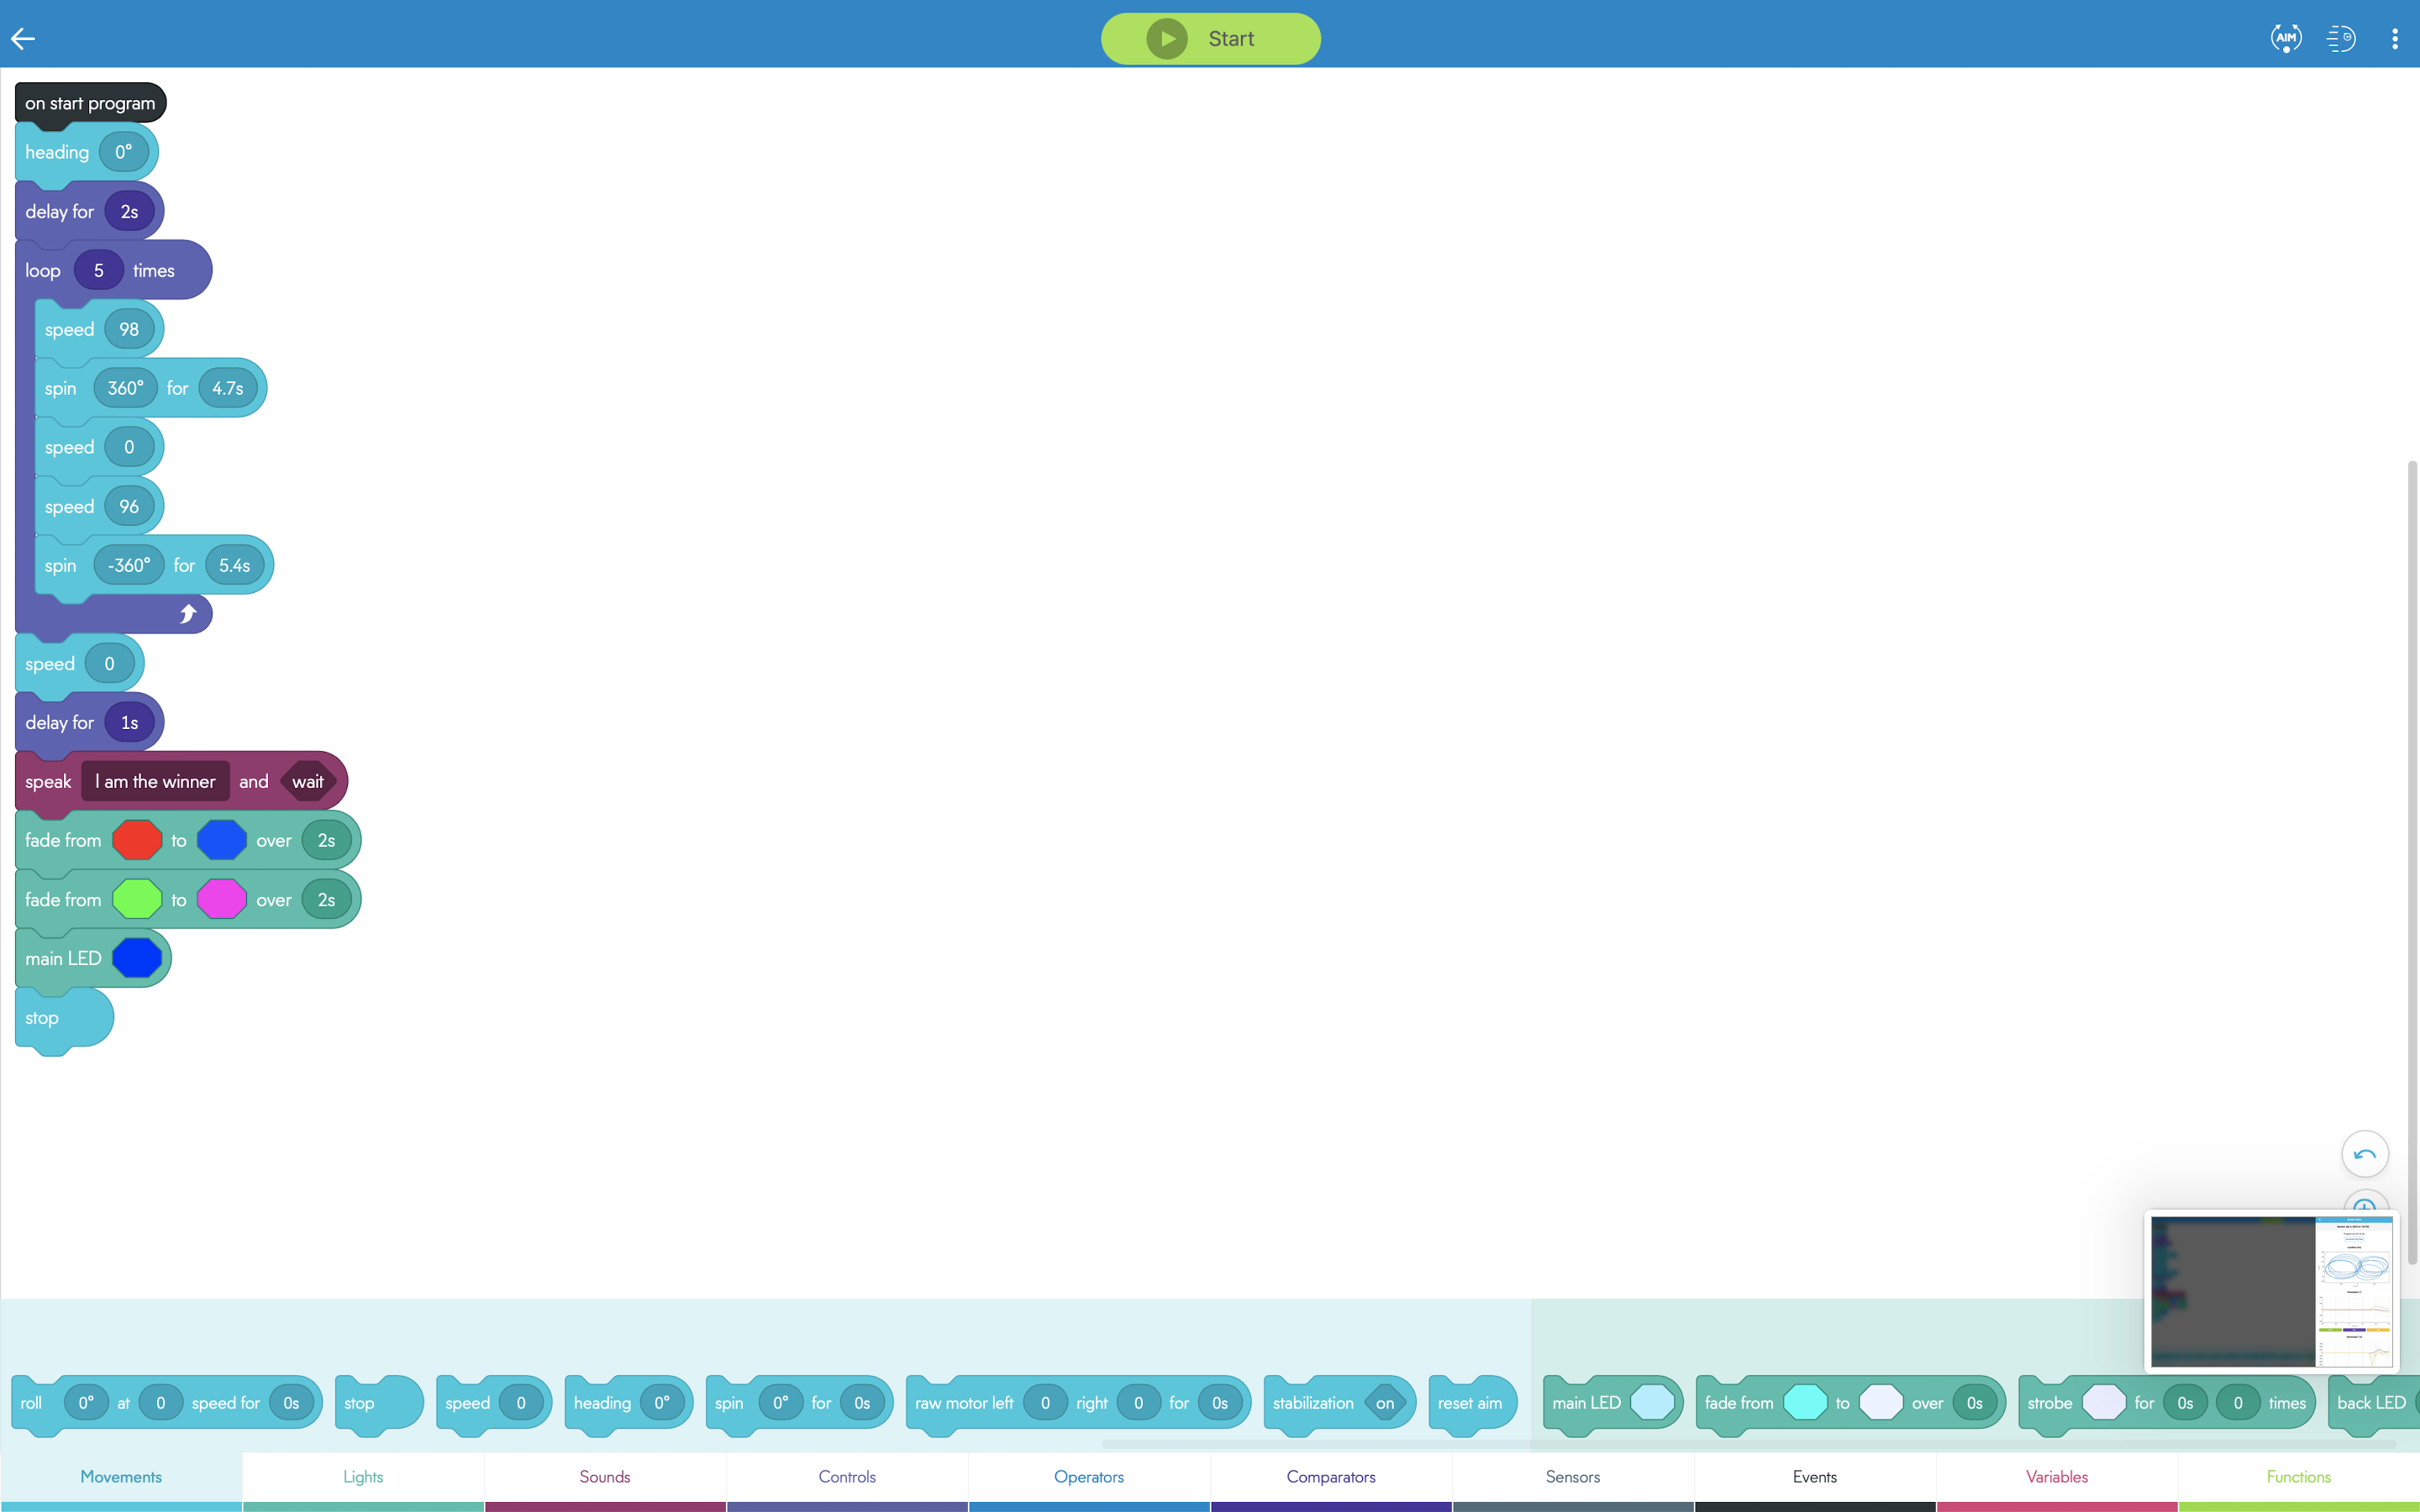 Start
AIM
on start program
heading 0°
delay for 2s
loop 5 times
speed 98
spin 360° for 4.7s
speed 0
speed 96
spin -360° for 5.4s
speed 0
delay for 1s
speak I am the winner and wait
fade from to over 2s
fade from to over 2s
main LED
stop
roll 0° at 0 speed for 0s
stop
speed 0
heading 0°
spin 0° for 0s
raw motor left 0 right 0 for 0s
stabilization on
reset aim
main LED
fade from to over 0s
strobe for 0s 0 times
back LED
Movements
Lights
Sounds
Controls
Operators
Comparators
Sensors
Events
Variables
Functions